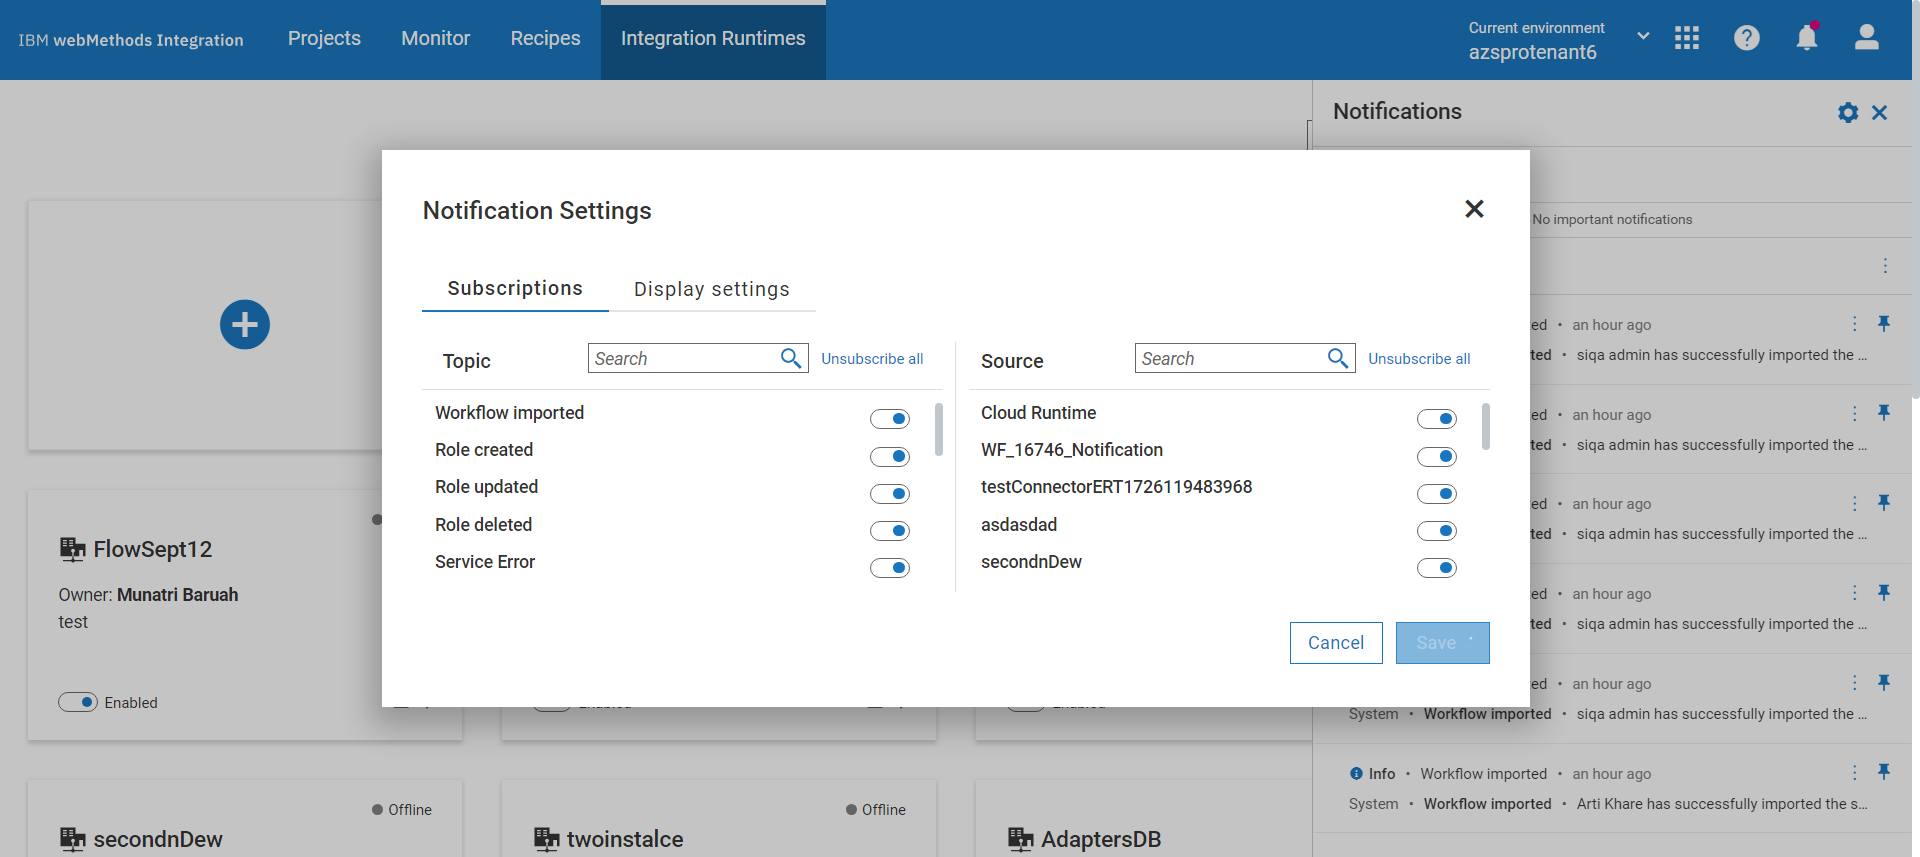 IBM webMethods Integration
Projects
Monitor
Recipes
Integration Runtimes
Current environment
azsprotenant6
Notifications
No important notifications
Notification Settings
Subscriptions
Display settings
Topic
Search
Unsubscribe all
Source
Search
Unsubscribe all
Workflow imported
Role created
Role updated
Role deleted
Service Error
Cloud Runtime
WF_16746_Notification
testConnectorERT1726119483968
asdasdad
secondnDew
Cancel
Save
ed • an hour ago
ted • siqa admin has successfully imported the ...
ed • an hour ago
ted • siqa admin has successfully imported the ...
ed • an hour ago
ted • siqa admin has successfully imported the ...
ed • an hour ago
ted • siqa admin has successfully imported the ...
ed • an hour ago
System • Workflow imported • siqa admin has successfully imported the ...
Info • Workflow imported • an hour ago
System • Workflow imported • Arti Khare has successfully imported the s...
FlowSept12
Owner: Munatri Baruah
test
Enabled
Offline
secondnDew
Offline
twoinstalce
AdaptersDB